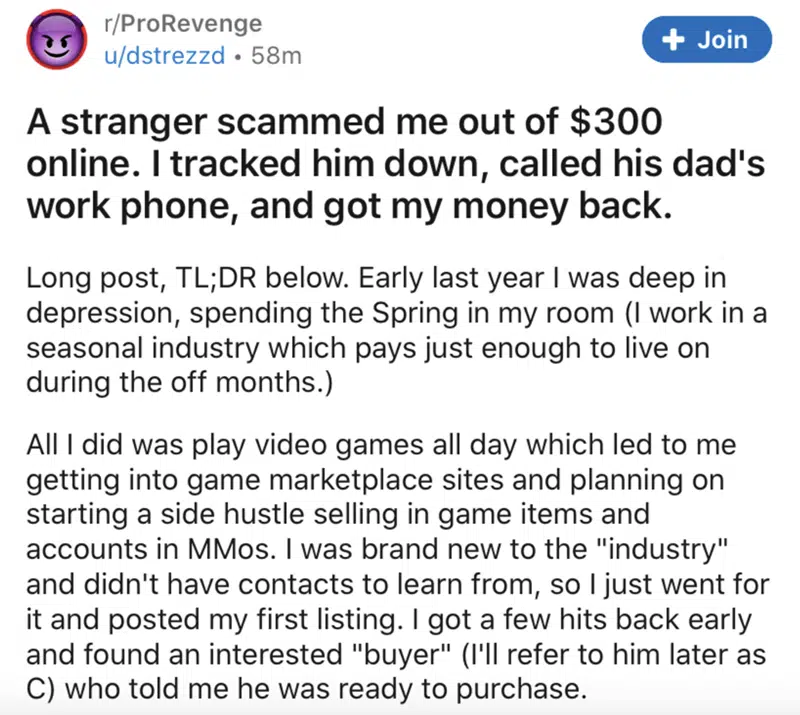 r/ProRevenge
u/dstrezzd • 58m
+ Join
A stranger scammed me out of $300
online. I tracked him down, called his dad's
work phone, and got my money back.
Long post, TL;DR below. Early last year I was deep in
depression, spending the Spring in my room (I work in a
seasonal industry which pays just enough to live on
during the off months.)
All I did was play video games all day which led to me
getting into game marketplace sites and planning on
starting a side hustle selling in game items and
accounts in MMos. I was brand new to the "industry"
and didn't have contacts to learn from, so I just went for
it and posted my first listing. I got a few hits back early
and found an interested "buyer" (I'll refer to him later as
C) who told me he was ready to purchase.